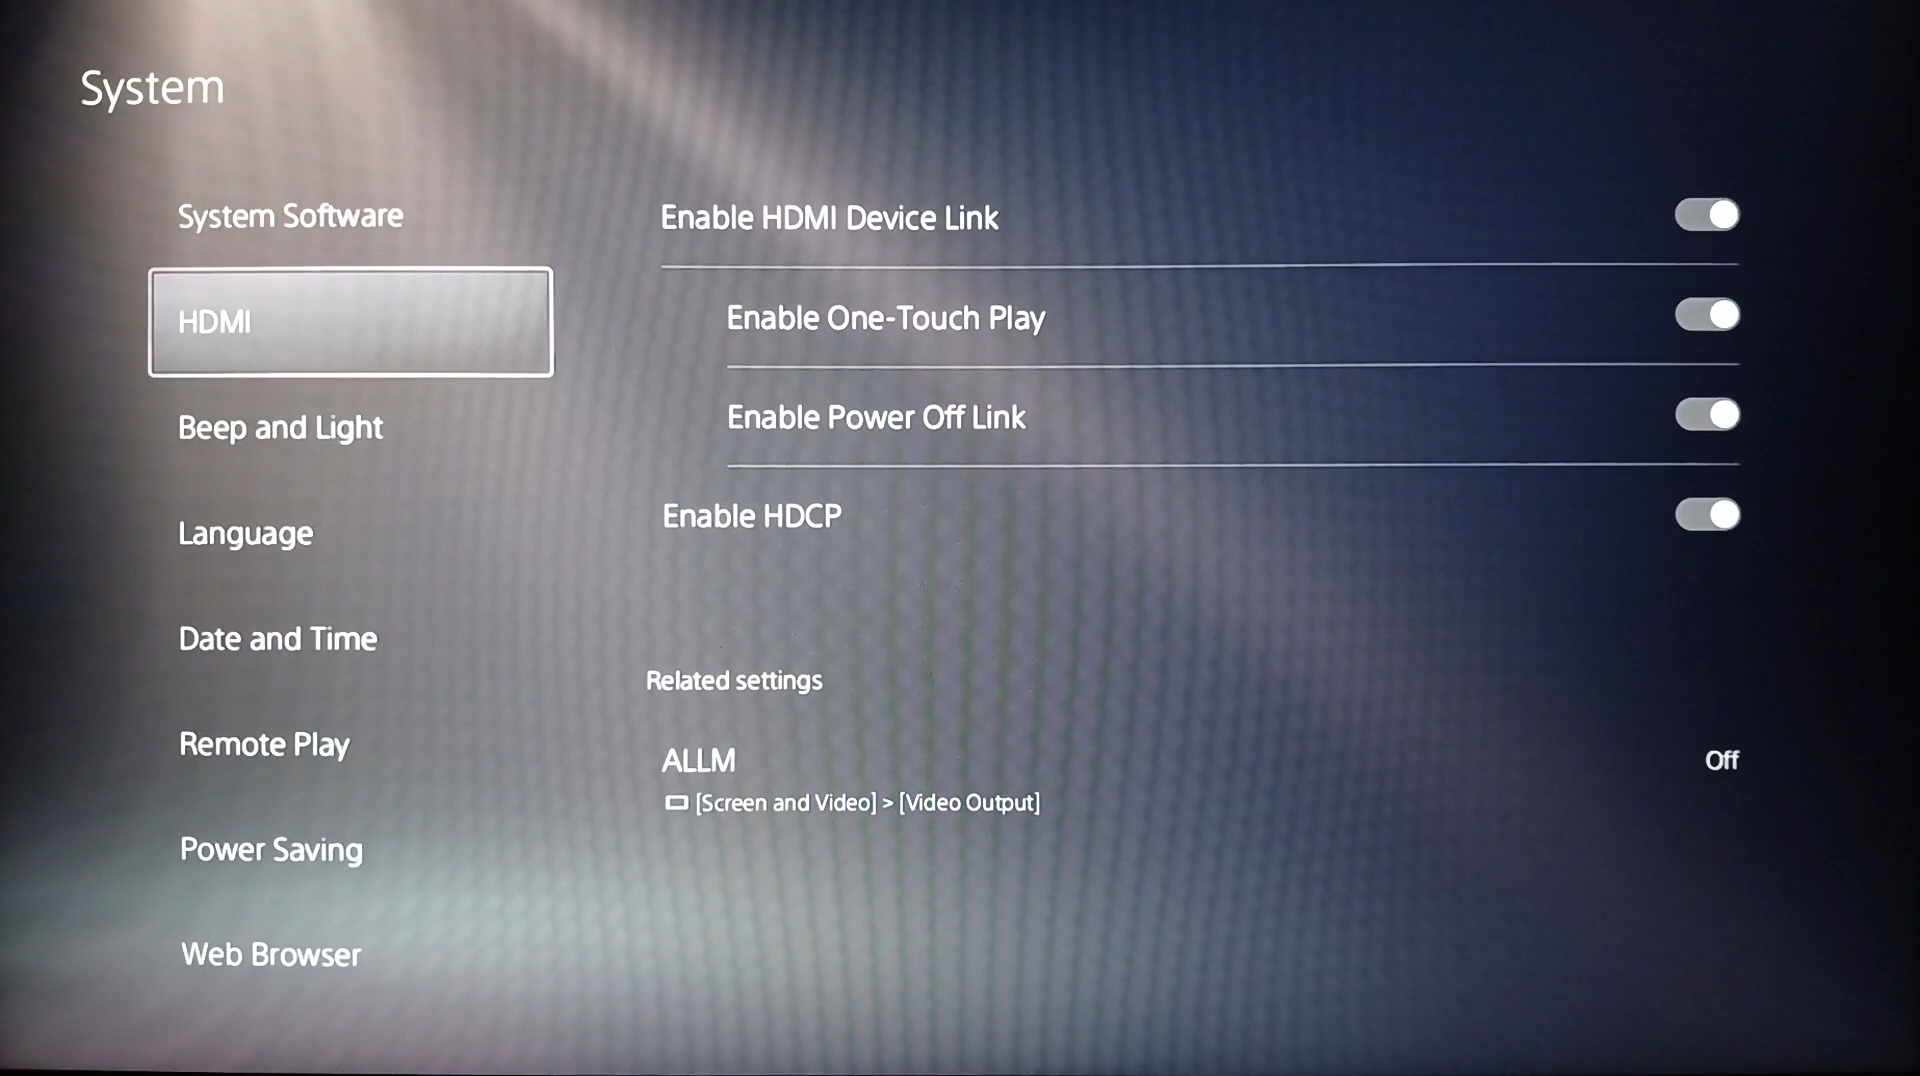 System
System Software
HDMI
Beep and Light
Language
Date and Time
Remote Play
Power Saving
Web Browser
Enable HDMI Device Link
Enable One-Touch Play
Enable Power Off Link
Enable HDCP
Related settings
ALLM
Off
[Screen and Video] > [Video Output]